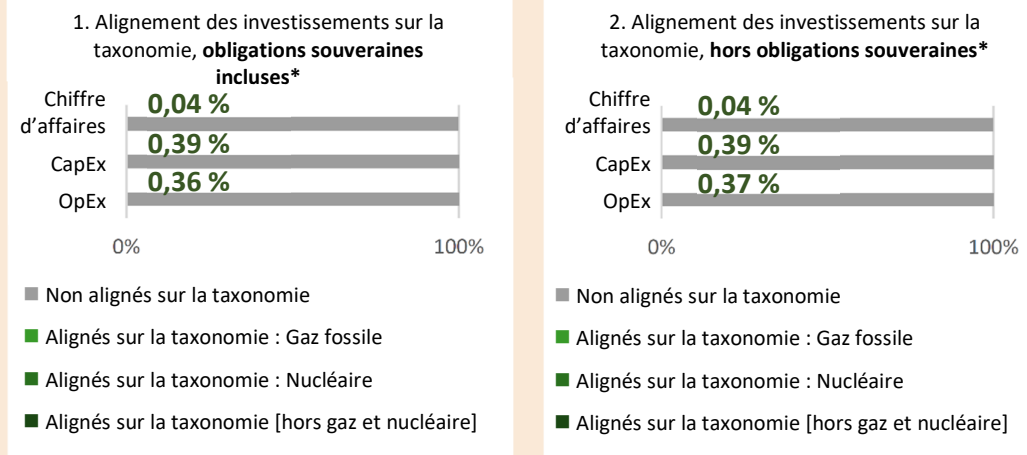 1. Alignement des investissements sur la
taxonomie, obligations souveraines
incluses*
Chiffre
d'affaires
0,04 %
CapEx
0,39 %
OpEx
0,36 %
0%
100%
Non alignés sur la taxonomie
Alignés sur la taxonomie : Gaz fossile
Alignés sur la taxonomie : Nucléaire
Alignés sur la taxonomie [hors gaz et nucléaire]
2. Alignement des investissements sur la
taxonomie, hors obligations souveraines*
Chiffre
d'affaires
0,04 %
CapEx
0,39 %
OpEx
0,37 %
0%
100%
Non alignés sur la taxonomie
Alignés sur la taxonomie : Gaz fossile
Alignés sur la taxonomie : Nucléaire
Alignés sur la taxonomie [hors gaz et nucléaire]